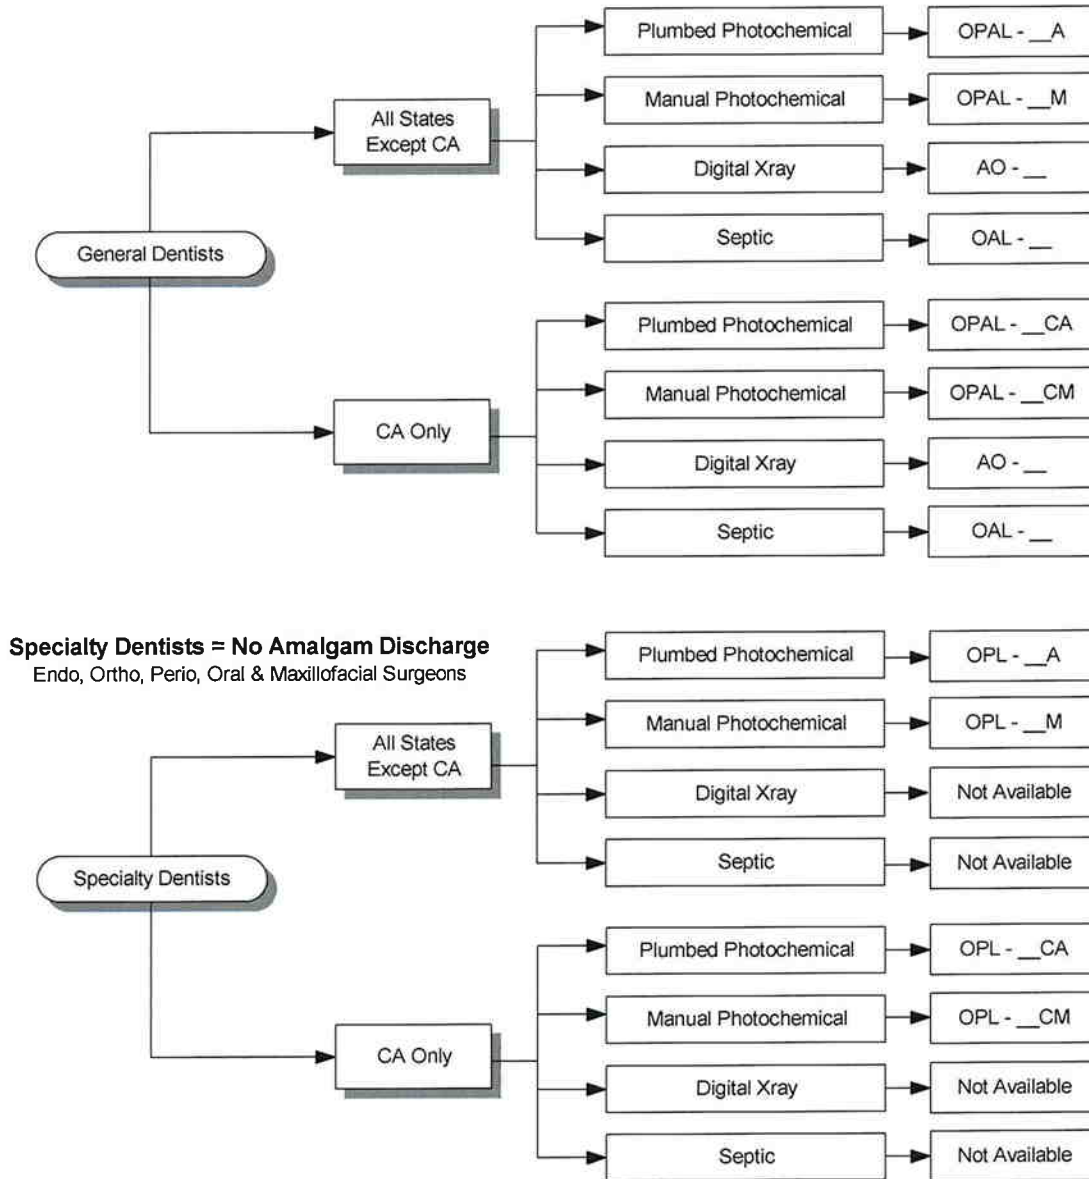 Plumbed Photochemical
OPAL - __A
Manual Photochemical
OPAL - __M
All States
Except CA
Digital Xray
AO - __
Septic
OAL - __
General Dentists
Plumbed Photochemical
OPAL - __CA
Manual Photochemical
OPAL - __CM
CA Only
Digital Xray
AO - __
Septic
OAL - __
Specialty Dentists = No Amalgam Discharge
Endo, Ortho, Perio, Oral & Maxillofacial Surgeons
Plumbed Photochemical
OPL - __A
Manual Photochemical
OPL - __M
All States
Except CA
Digital Xray
Not Available
Septic
Not Available
Specialty Dentists
Plumbed Photochemical
OPL - __CA
Manual Photochemical
OPL - __CM
CA Only
Digital Xray
Not Available
Septic
Not Available